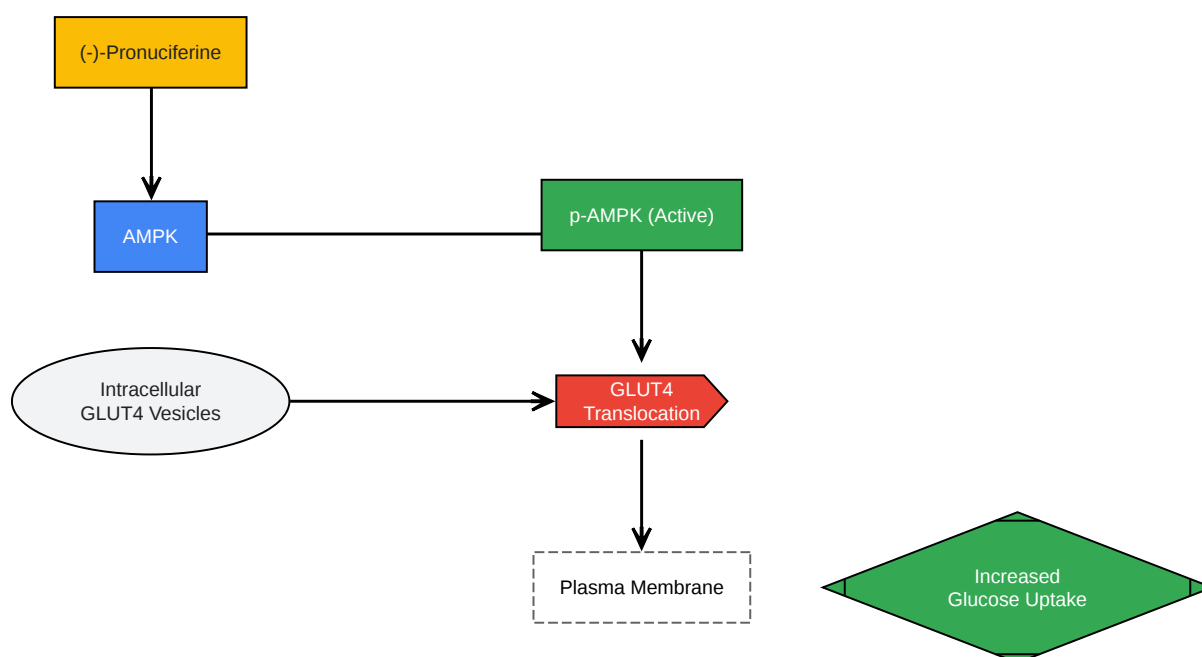 (-)-Pronuciferine
AMPK
p-AMPK (Active)
Intracellular
GLUT4 Vesicles
GLUT4
Translocation
Plasma Membrane
Increased
Glucose Uptake